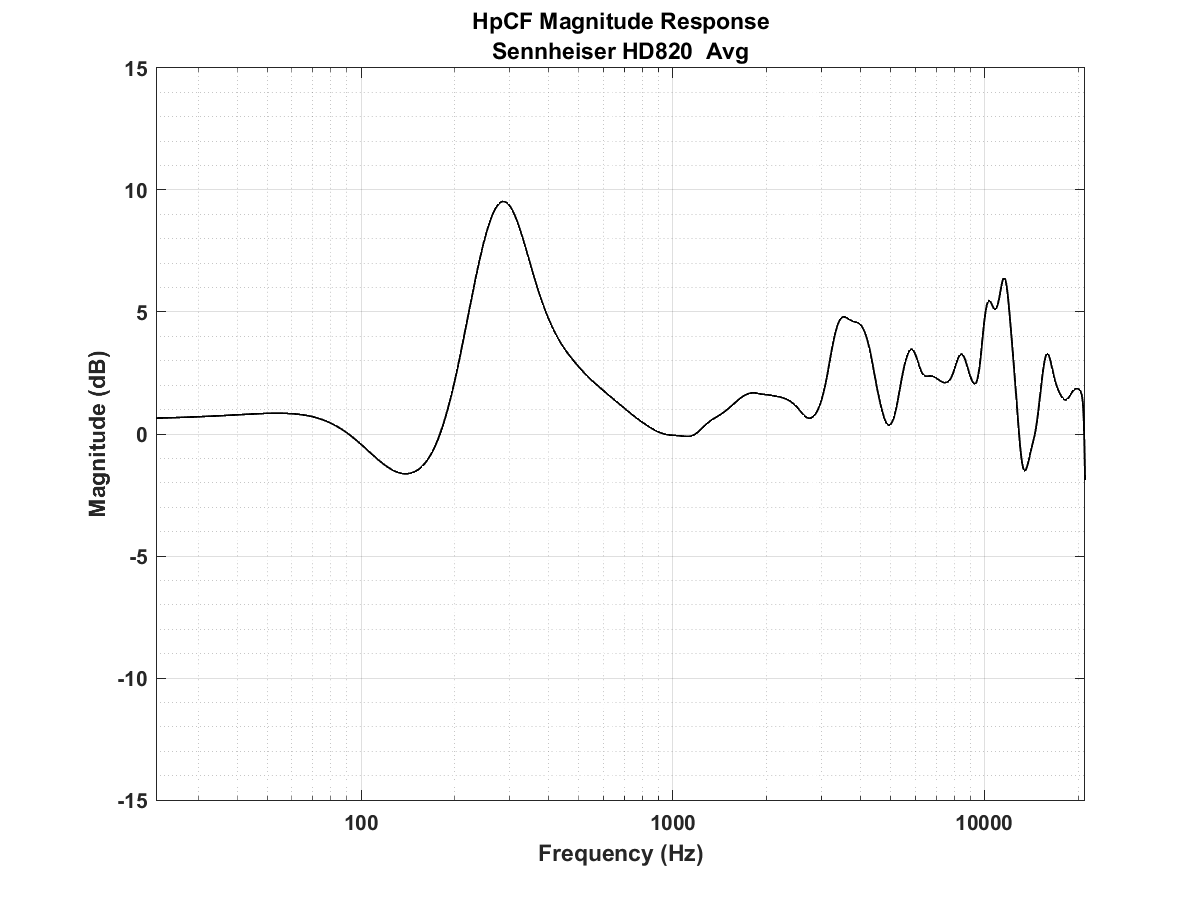 HpCF Magnitude Response
Sennheiser HD820  Avg
15
10
5
0
-5
-10
-15
Magnitude (dB)
100
1000
10000
Frequency (Hz)